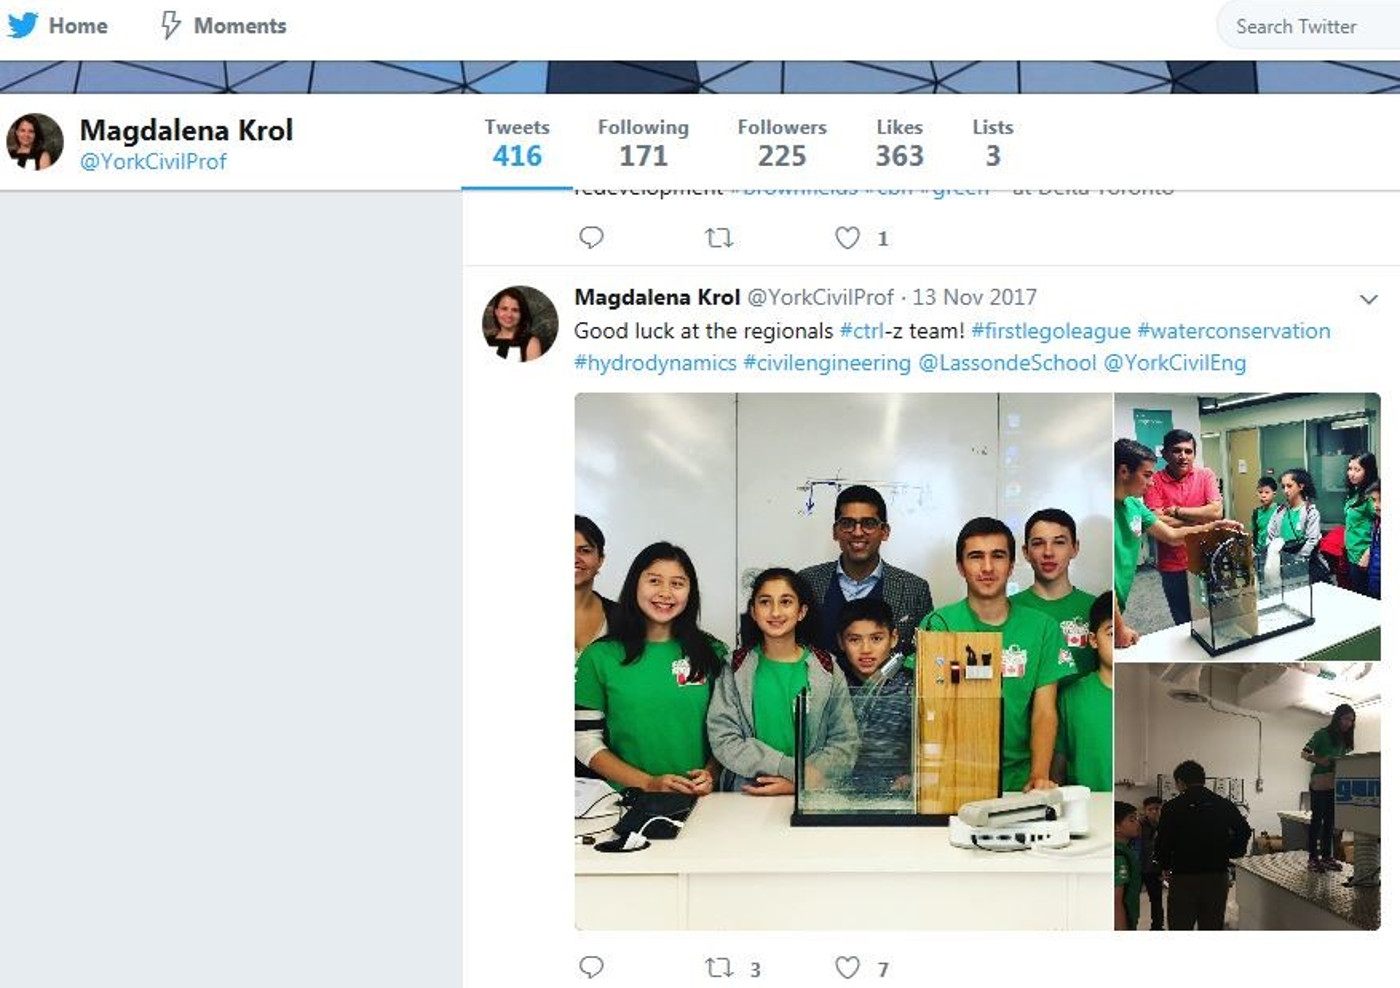 Home Moments Search Twitter
Magdalena Krol
@YorkCivilProf
Tweets Following Followers Likes Lists
416 171 225 363 3
redevelopment #brownfields #cbn #green – at Delta Toronto
1
Magdalena Krol @YorkCivilProf · 13 Nov 2017
Good luck at the regionals #ctrl-z team! #firstlegoleague #waterconservation
#hydrodynamics #civilengineering @LassondeSchool @YorkCivilEng
3 7